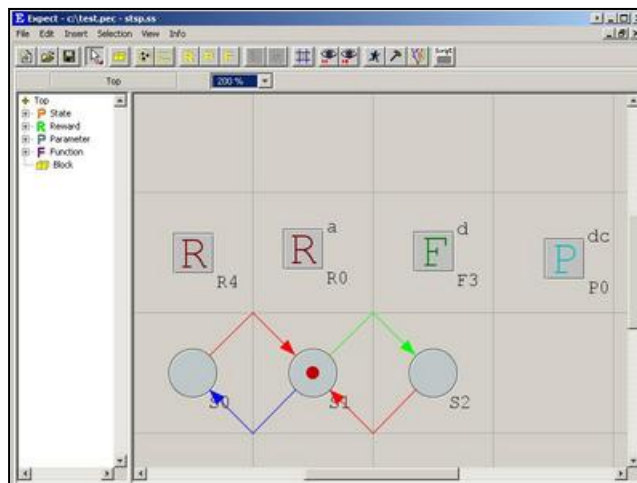 Expect - c:\test.pec - stsp.ss
File Edit Insert Selection View Info
Script
Top
200 %
Top
P State
R Reward
P Parameter
F Function
Block
R
R4
R
a
R0
F
d
F3
P
dc
P0
S0
S1
S2